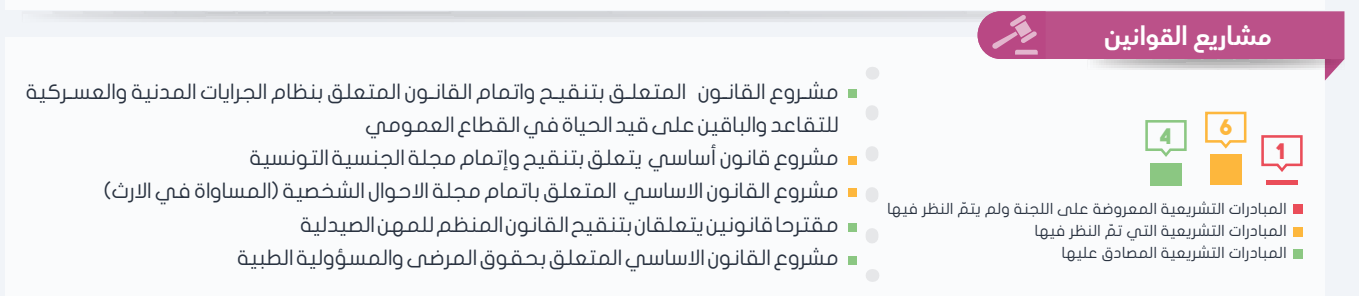 مشاريع القوانين
4
6
1
المبادرات التشريعية المعروضة على اللجنة ولم يتمّ النظر فيها
المبادرات التشريعية التي تمّ النظر فيها
المبادرات التشريعية المصادق عليها
مشروع القانون المتعلق بتنقيح واتمام القانون المتعلق بنظام الجرايات المدنية والعسكرية
للتقاعد والباقين على قيد الحياة في القطاع العمومي
مشروع قانون أساسي يتعلق بتنقيح وإتمام مجلة الجنسية التونسية
مشروع القانون الاساسي المتعلق باتمام مجلة الاحوال الشخصية (المساواة في الارث)
مقترحا قانونين يتعلقان بتنقيح القانون المنظم للمهن الصيدلية
مشروع القانون الاساسي المتعلق بحقوق المرضى والمسؤولية الطبية